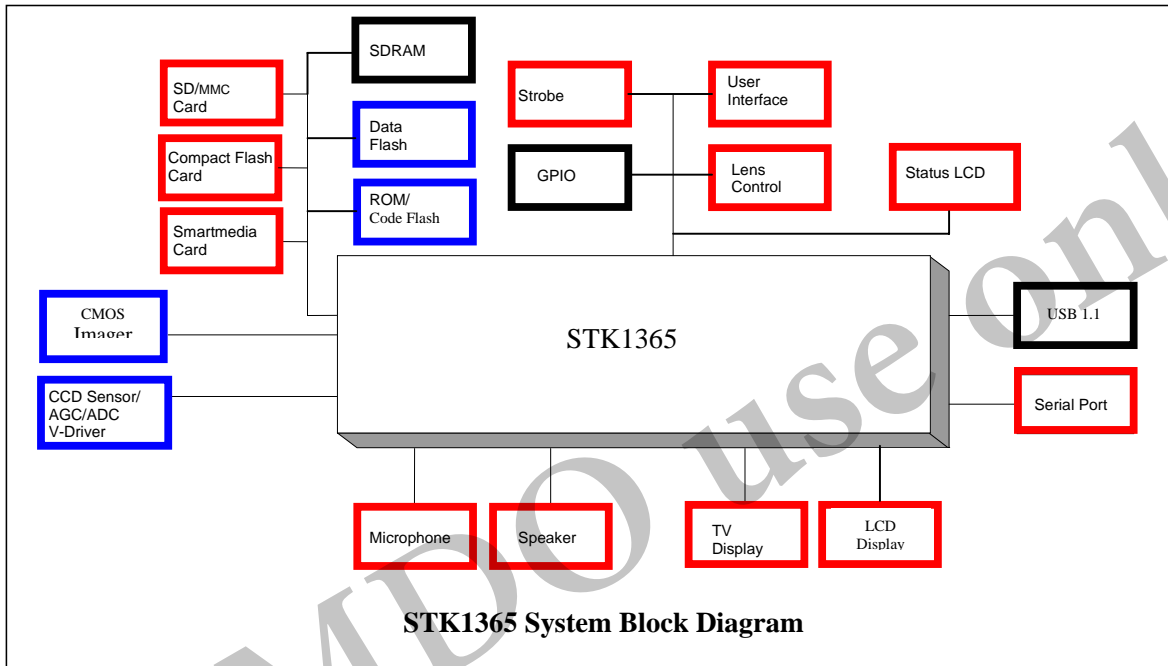 SDRAM
SD/MMC
Card
Data
Flash
Compact Flash
Card
ROM/
Code Flash
Smartmedia
Card
Strobe
User
Interface
GPIO
Lens
Control
Status LCD
CMOS
Imager
CCD Sensor/
AGC/ADC
V-Driver
STK1365
USB 1.1
Serial Port
Microphone
Speaker
TV
Display
LCD
Display
STK1365 System Block Diagram
MDO use onl